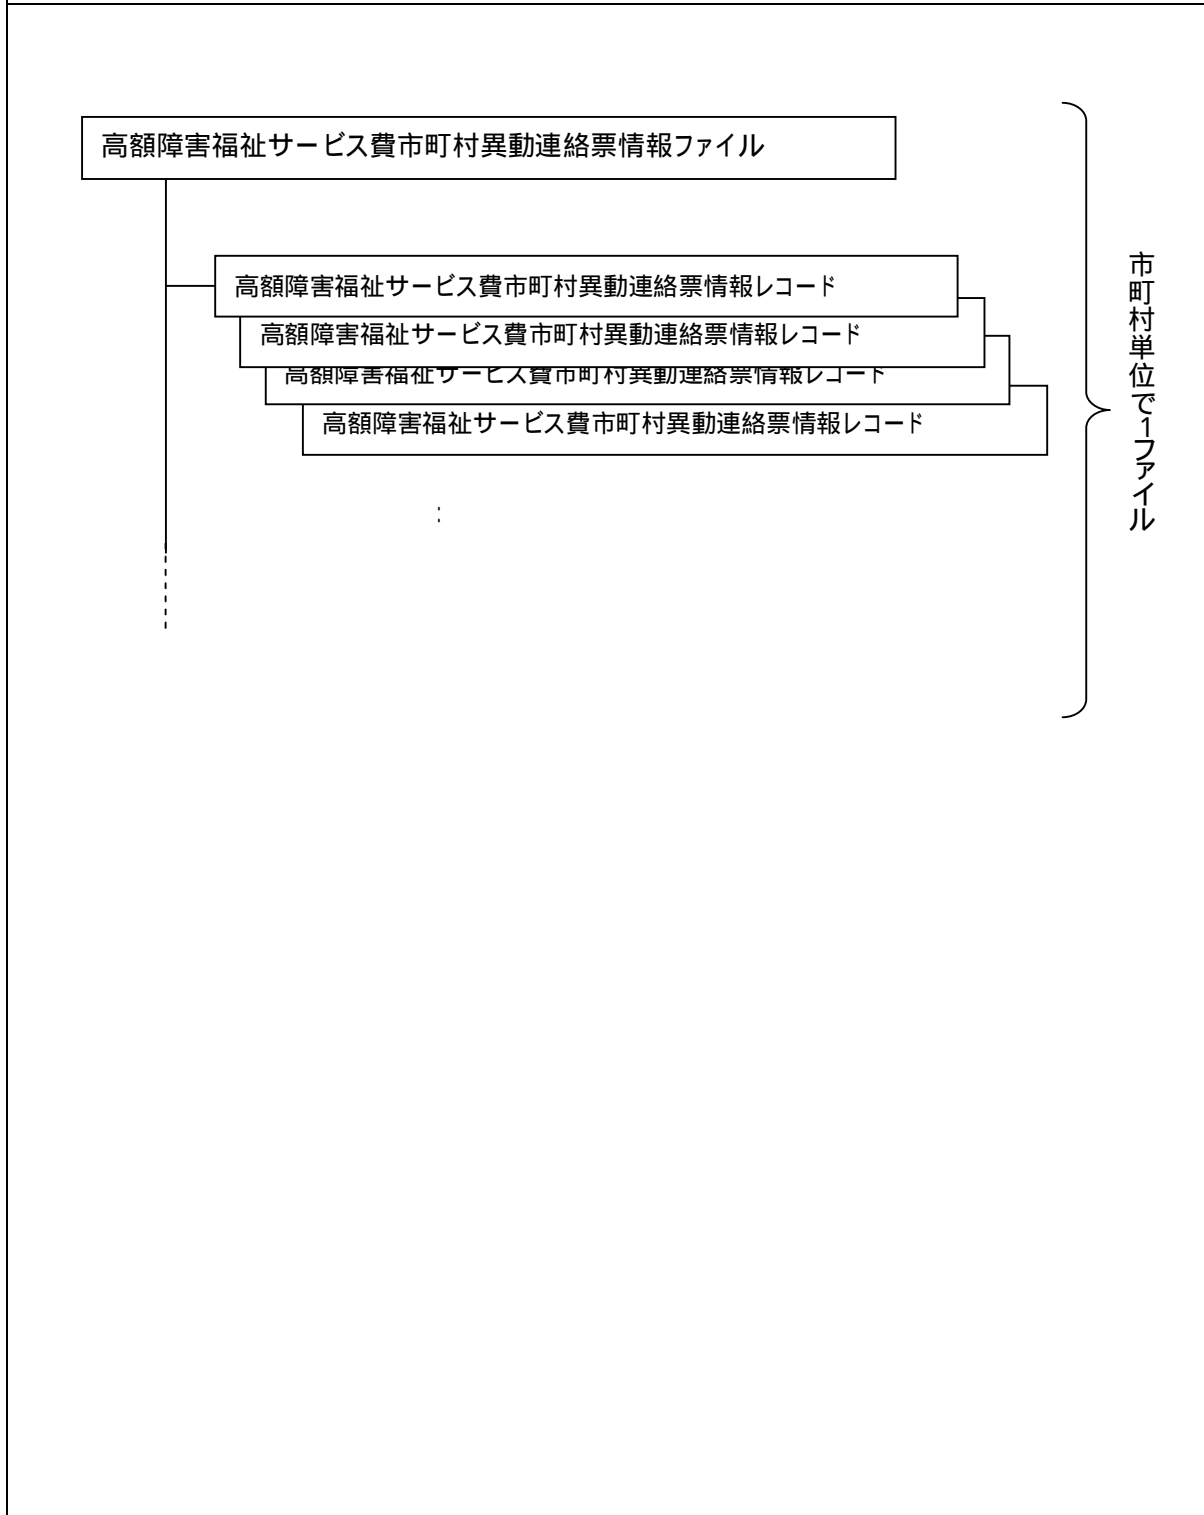 高額障害福祉サービス費市町村異動連絡票情報ファイル
高額障害福祉サービス費市町村異動連絡票情報レコード
高額障害福祉サービス費市町村異動連絡票情報レコード
高額障害福祉サービス費市町村異動連絡票情報レコード
高額障害福祉サービス費市町村異動連絡票情報レコード
:
市町村単位で1ファイル